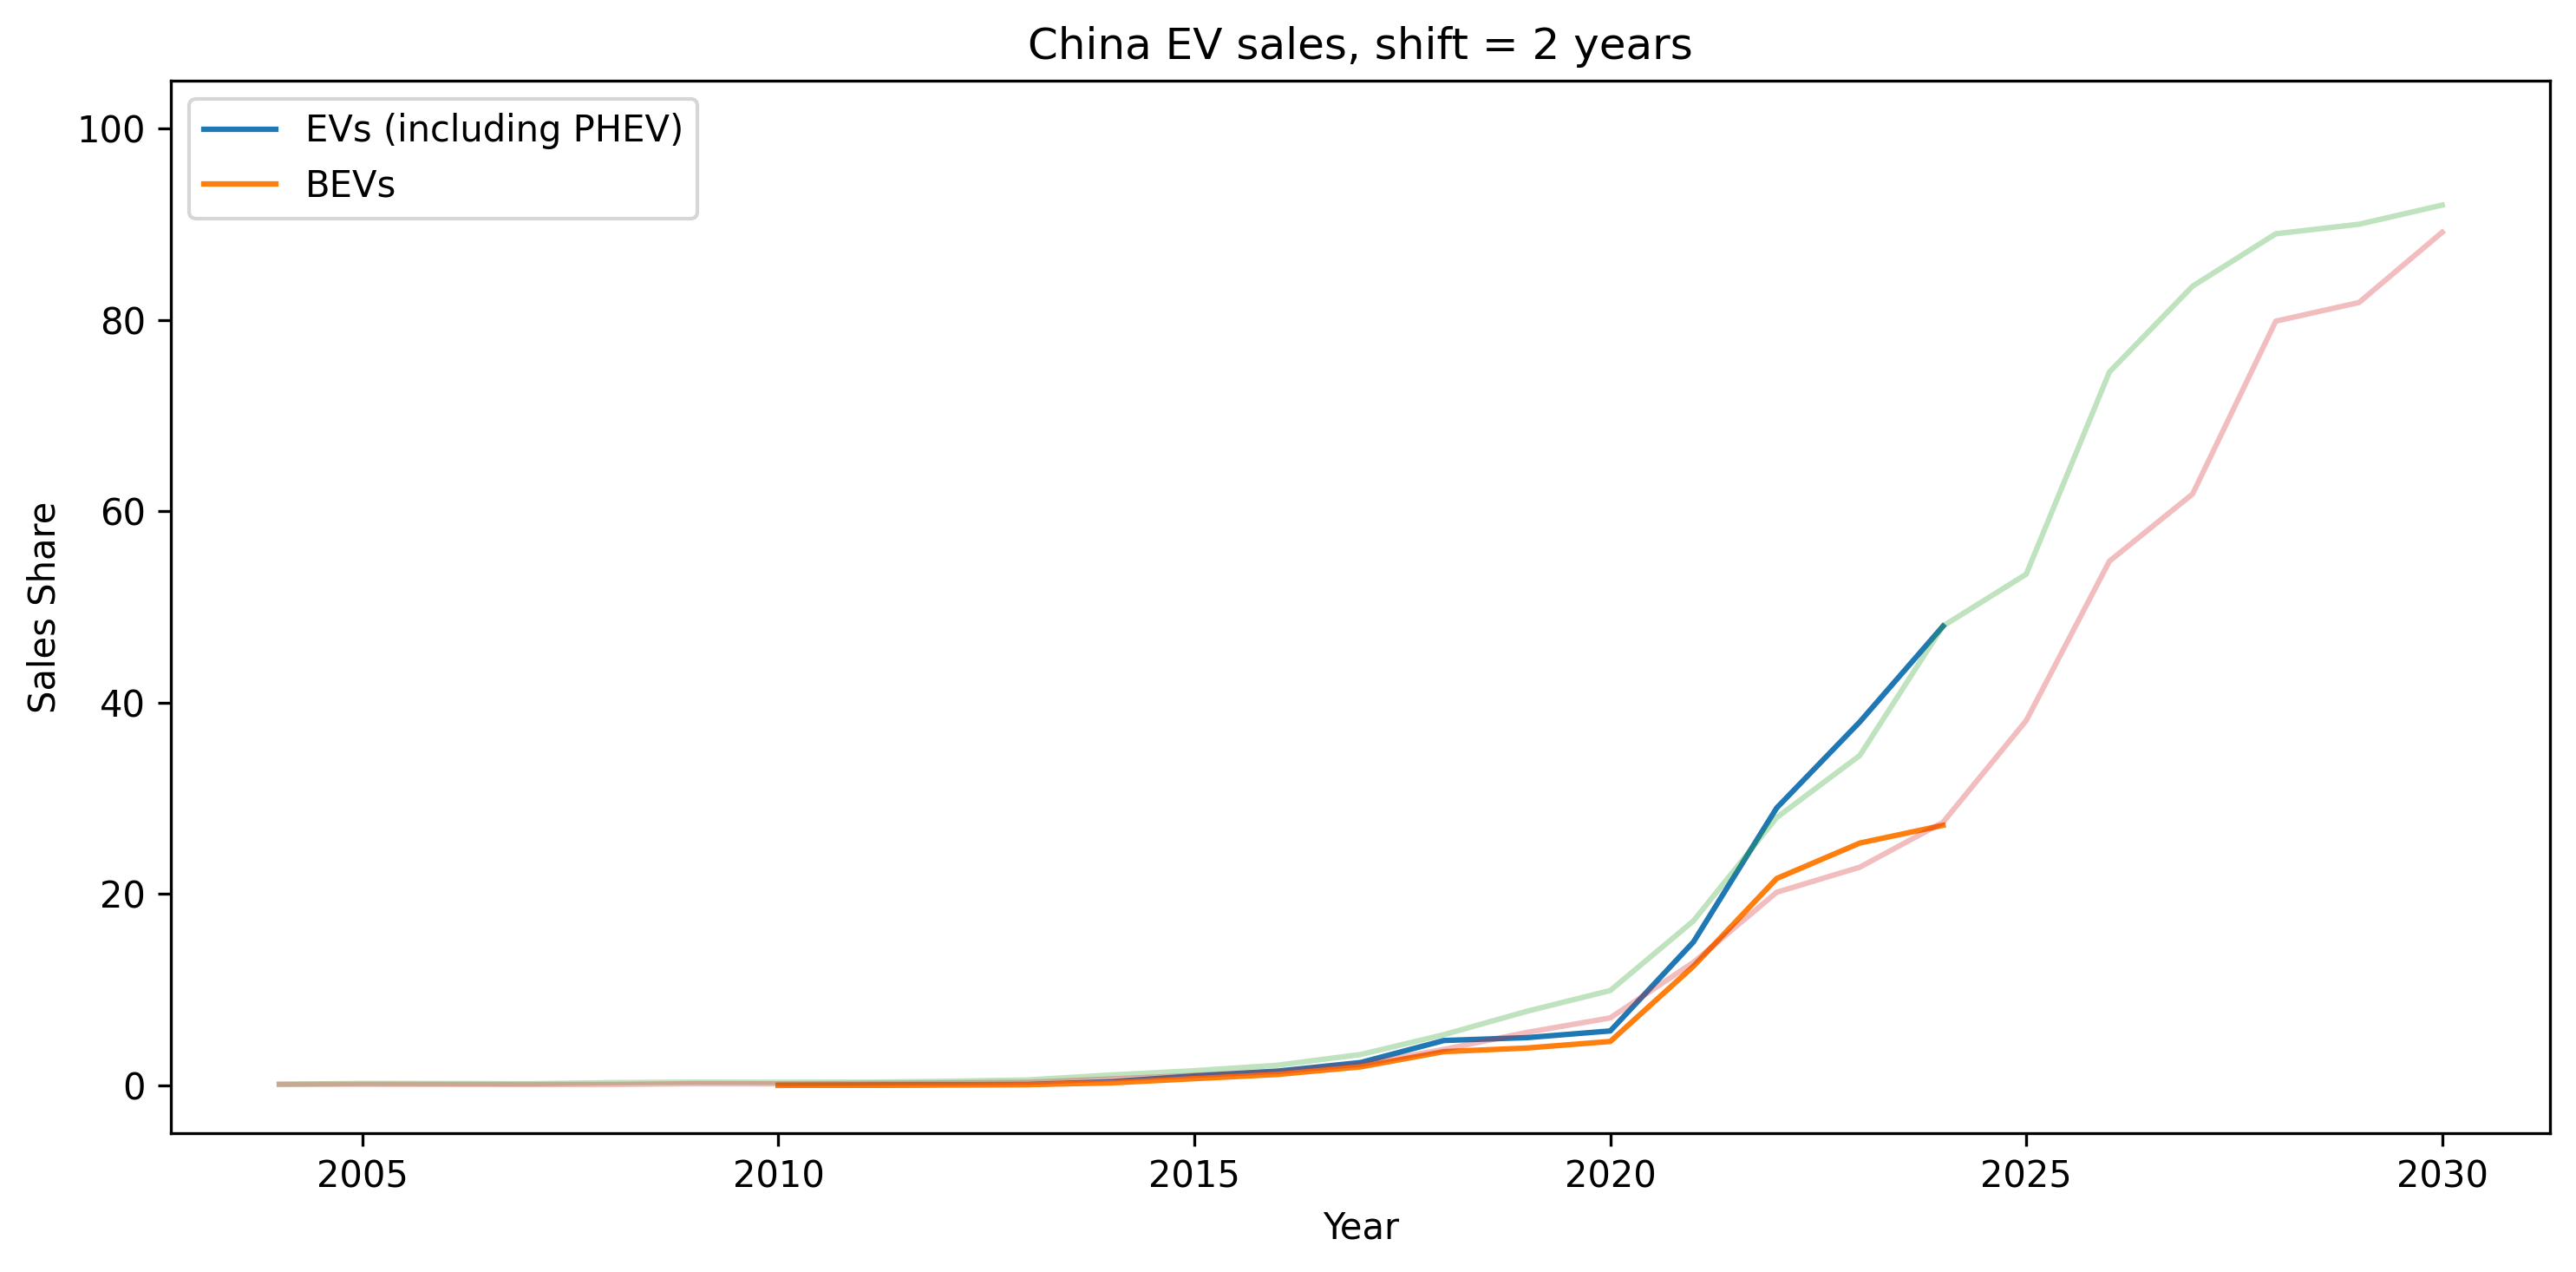 China EV sales, shift = 2 years
EVs (including PHEV)
BEVs
100
80
60
40
20
0
Sales Share
2005
2010
2015
2020
2025
2030
Year